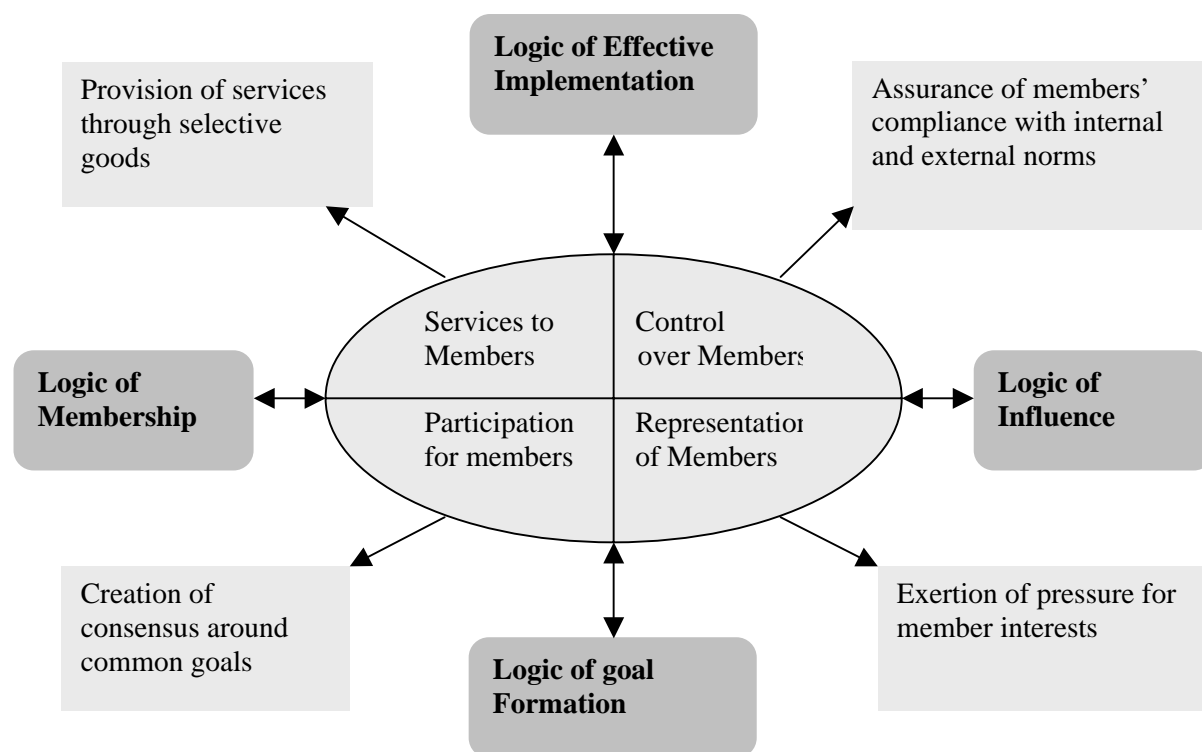 Logic of Effective
Implementation
Provision of services
through selective
goods
Assurance of members’
compliance with internal
and external norms
Services to
Members
Control
over Members
Logic of
Membership
Logic of
Influence
Participation
for members
Representation
of Members
Creation of
consensus around
common goals
Exertion of pressure for
member interests
Logic of goal
Formation